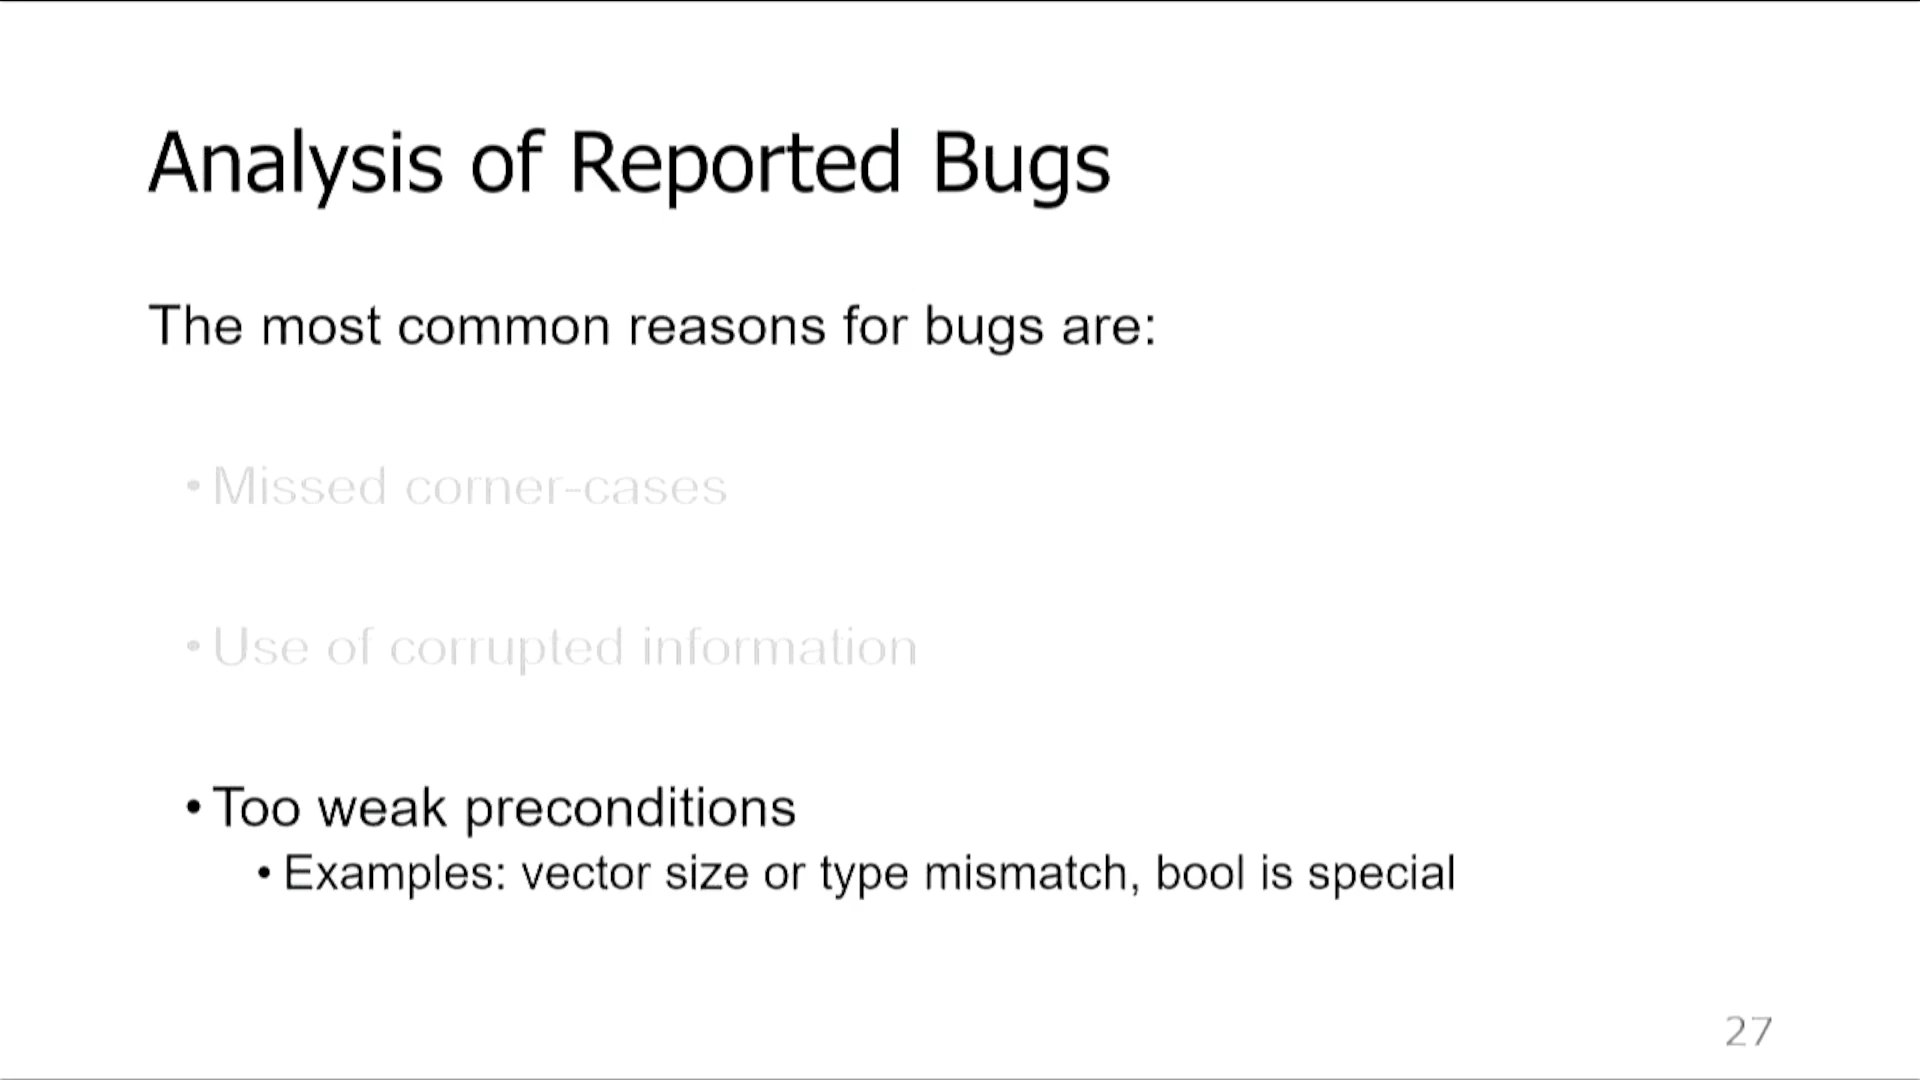 Analysis of Reported Bugs
The most common reasons for bugs are:
• Missed corner-cases
• Use of corrupted information
• Too weak preconditions
• Examples: vector size or type mismatch, bool is special
27